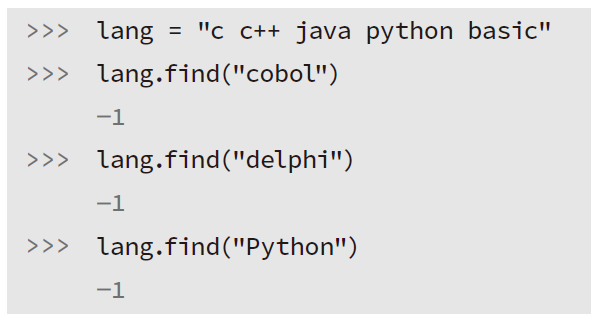 >>> lang = "c c++ java python basic"
>>> lang.find("cobol")
−1
>>> lang.find("delphi")
−1
>>> lang.find("Python")
−1